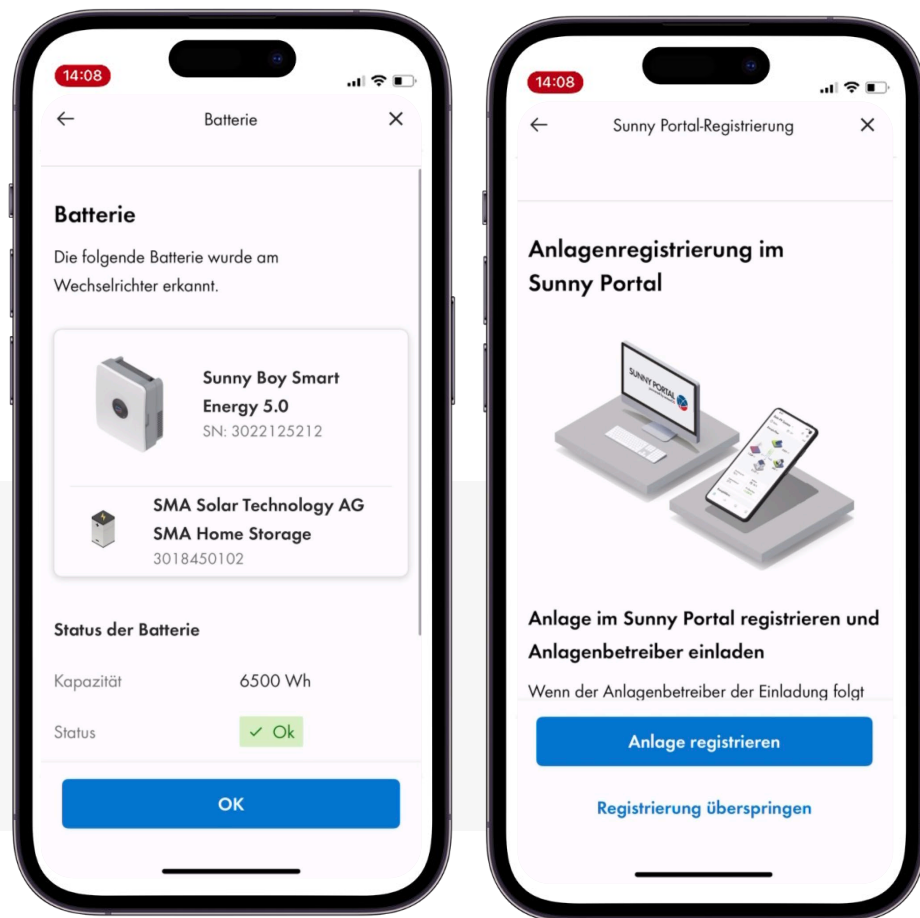 14:08
Batterie
Batterie
Die folgende Batterie wurde am
Wechselrichter erkannt.
Sunny Boy Smart
Energy 5.0
SN: 3022125212
SMA Solar Technology AG
SMA Home Storage
3018450102
Status der Batterie
Kapazität 6500 Wh
Status Ok
OK
14:08
Sunny Portal-Registrierung
Anlagenregistrierung im
Sunny Portal
SUNNY PORTAL
Anlage im Sunny Portal registrieren und
Anlagenbetreiber einladen
Wenn der Anlagenbetreiber der Einladung folgt
Anlage registrieren
Registrierung überspringen